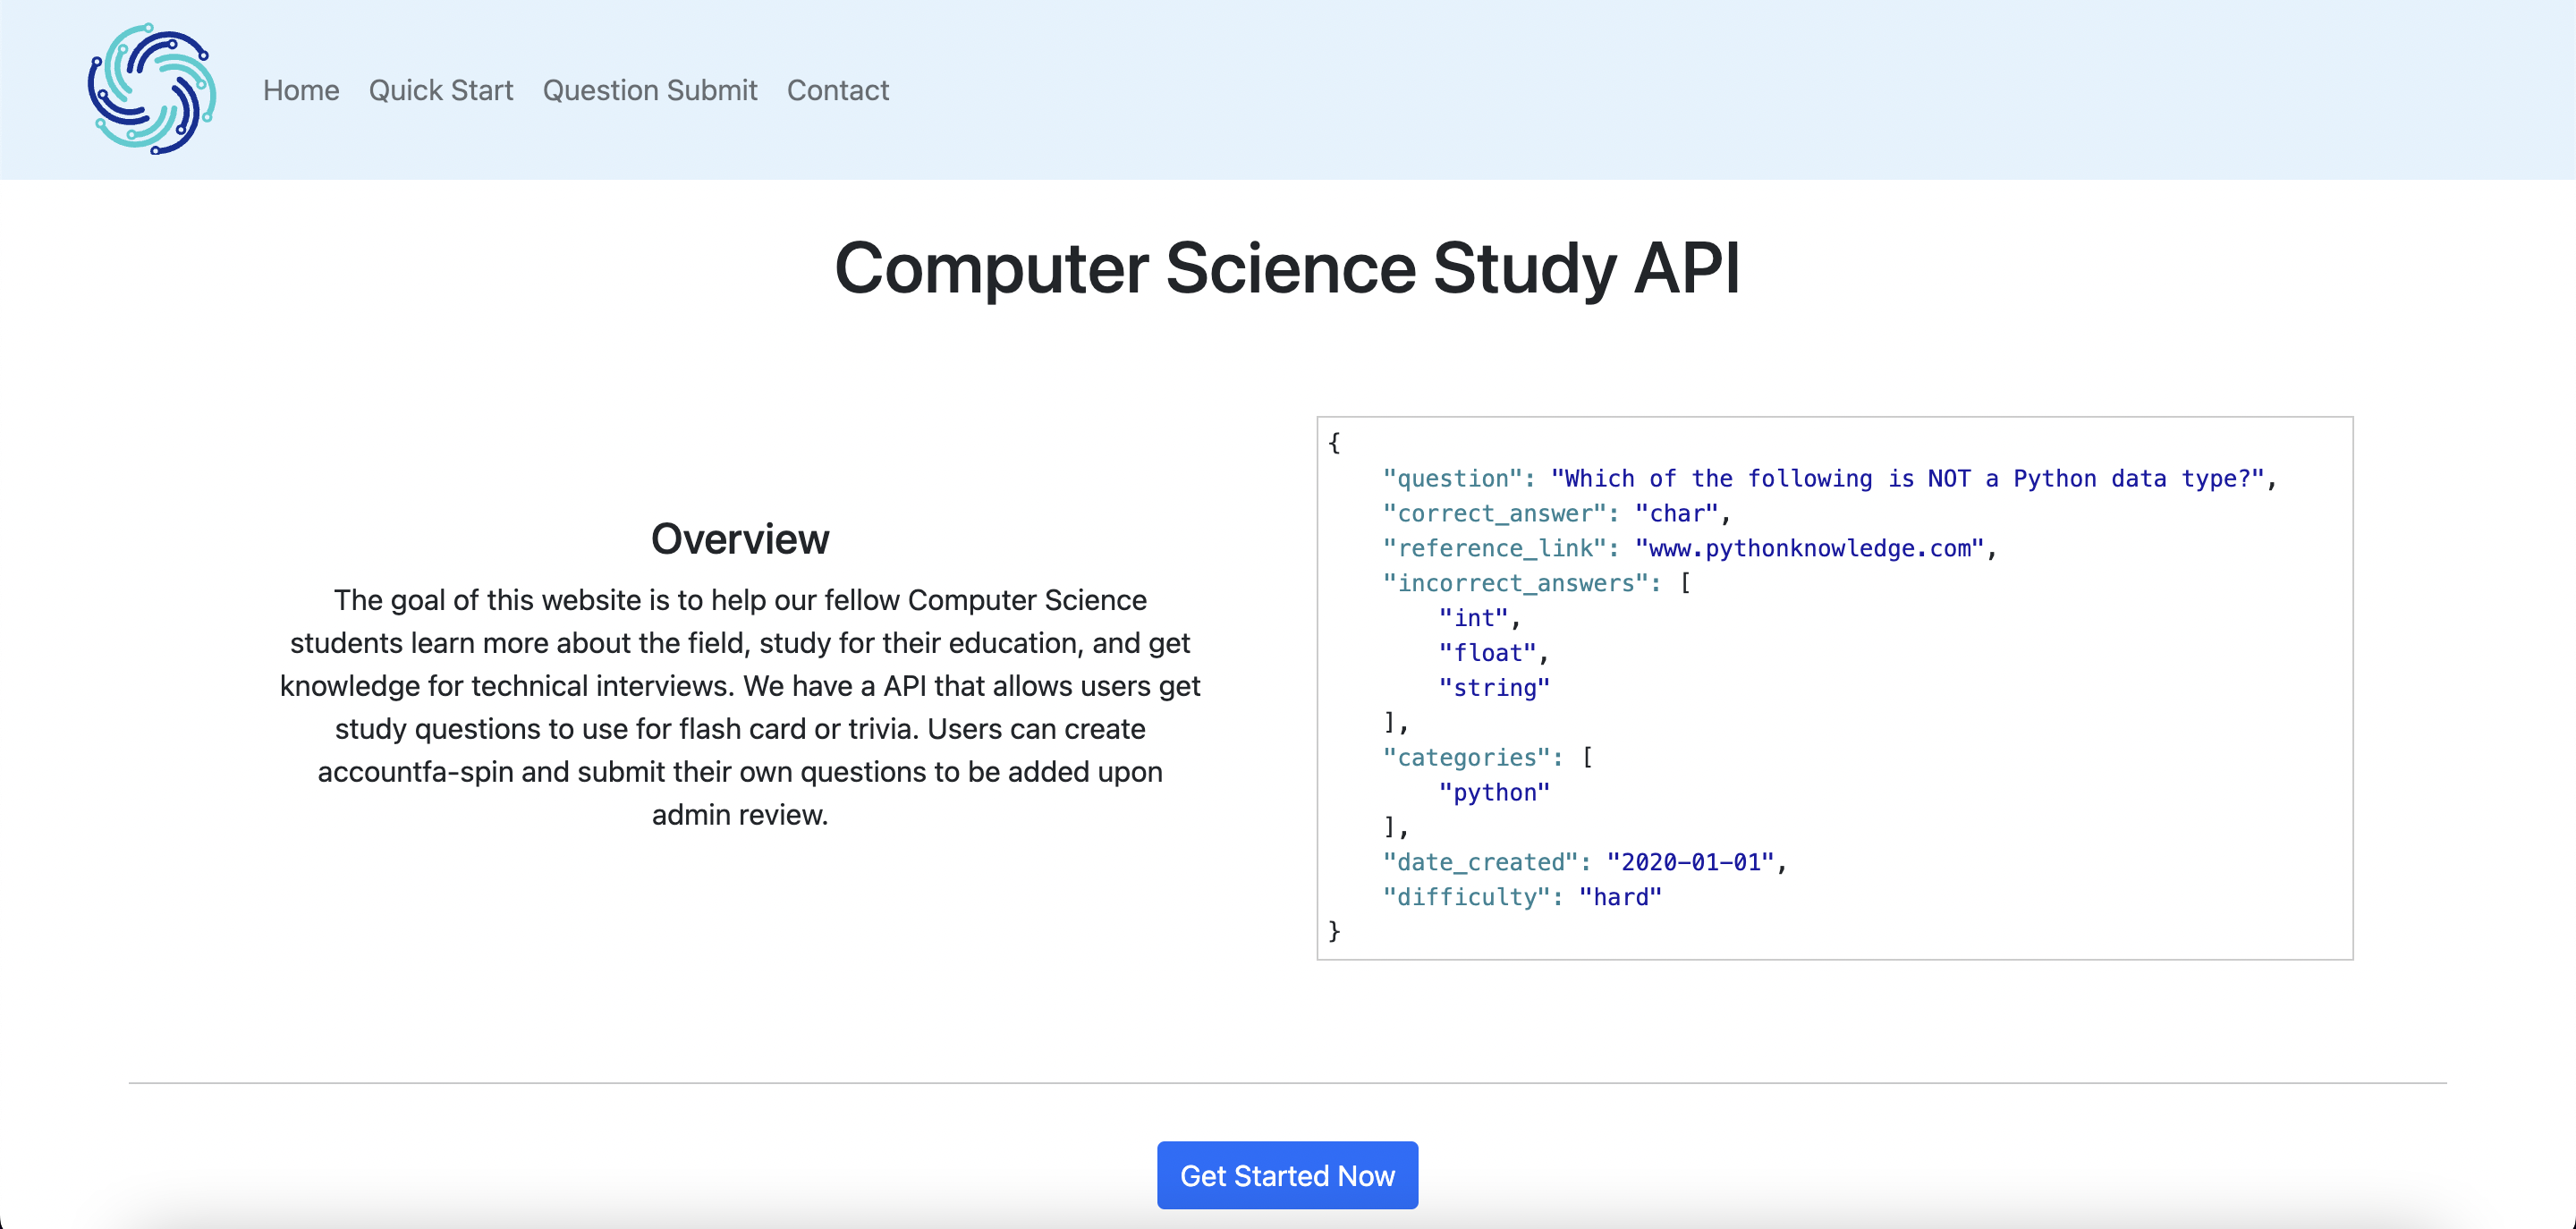 Home Quick Start Question Submit Contact
Computer Science Study API
Overview
The goal of this website is to help our fellow Computer Science
students learn more about the field, study for their education, and get
knowledge for technical interviews. We have a API that allows users get
study questions to use for flash card or trivia. Users can create
accountfa-spin and submit their own questions to be added upon
admin review.
{
    "question": "Which of the following is NOT a Python data type?",
    "correct_answer": "char",
    "reference_link": "www.pythonknowledge.com",
    "incorrect_answers": [
        "int",
        "float",
        "string"
    ],
    "categories": [
        "python"
    ],
    "date_created": "2020-01-01",
    "difficulty": "hard"
}
Get Started Now